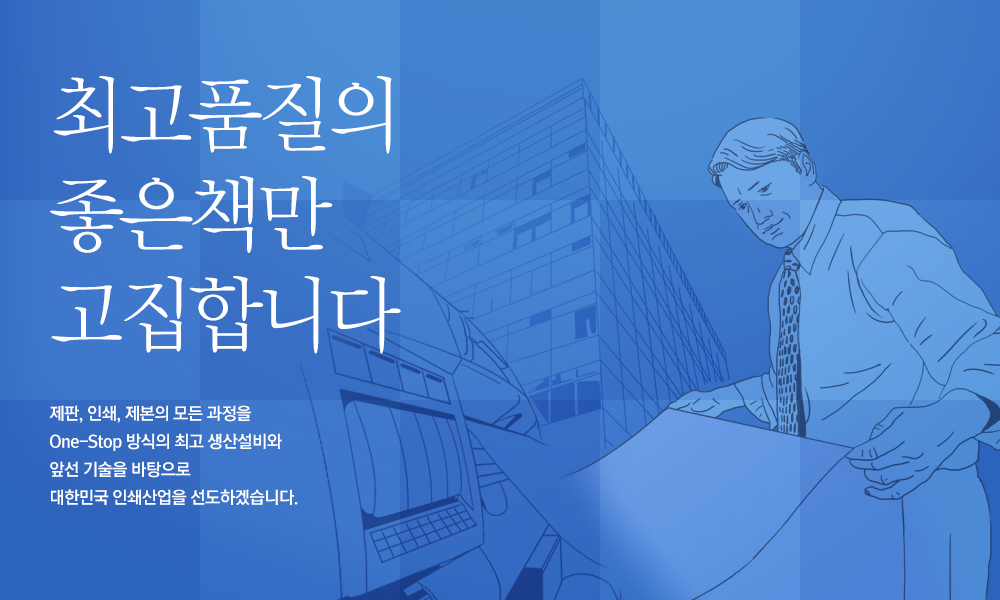 최고품질의
좋은책만
고집합니다
제판, 인쇄, 제본의 모든 과정을
One-Stop 방식의 최고 생산설비와
앞선 기술을 바탕으로
대한민국 인쇄산업을 선도하겠습니다.